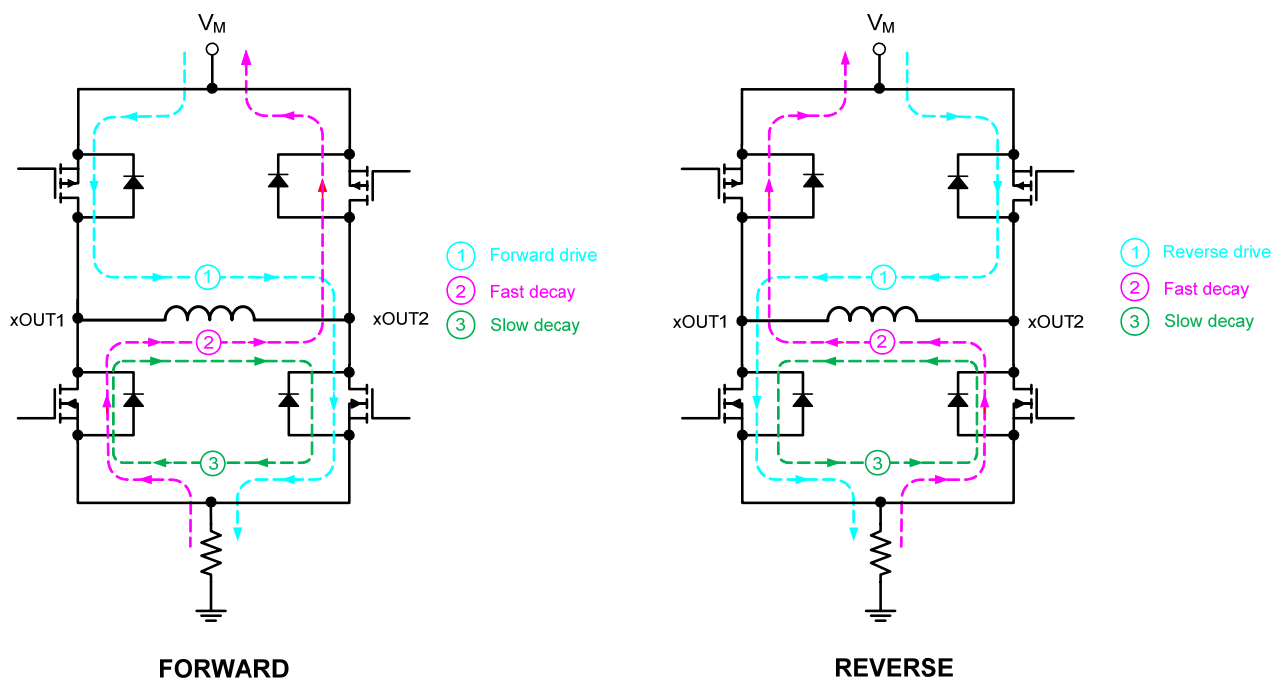 VM
VM
1
1
1 Forward drive
1 Reverse drive
2 Fast decay
2 Fast decay
xOUT1
xOUT2
3 Slow decay
xOUT1
xOUT2
3 Slow decay
2
2
3
3
FORWARD
REVERSE